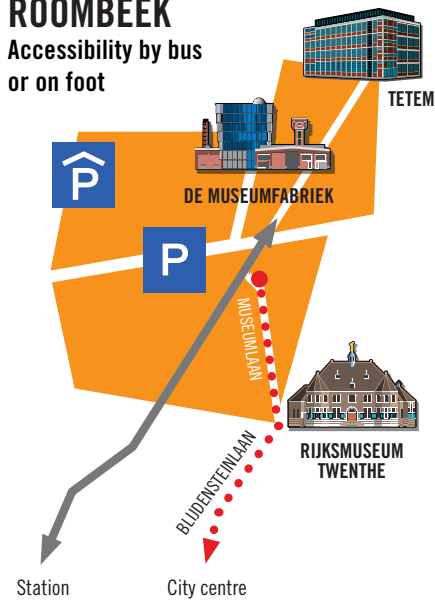 ROOMBEEK
Accessibility by bus
or on foot
TETEM
P
DE MUSEUMFABRIEK
P
MUSEUMLAAN
RIJKSMUSEUM
TWENTHE
BLIJDENSTEINLAAN
Station
City centre